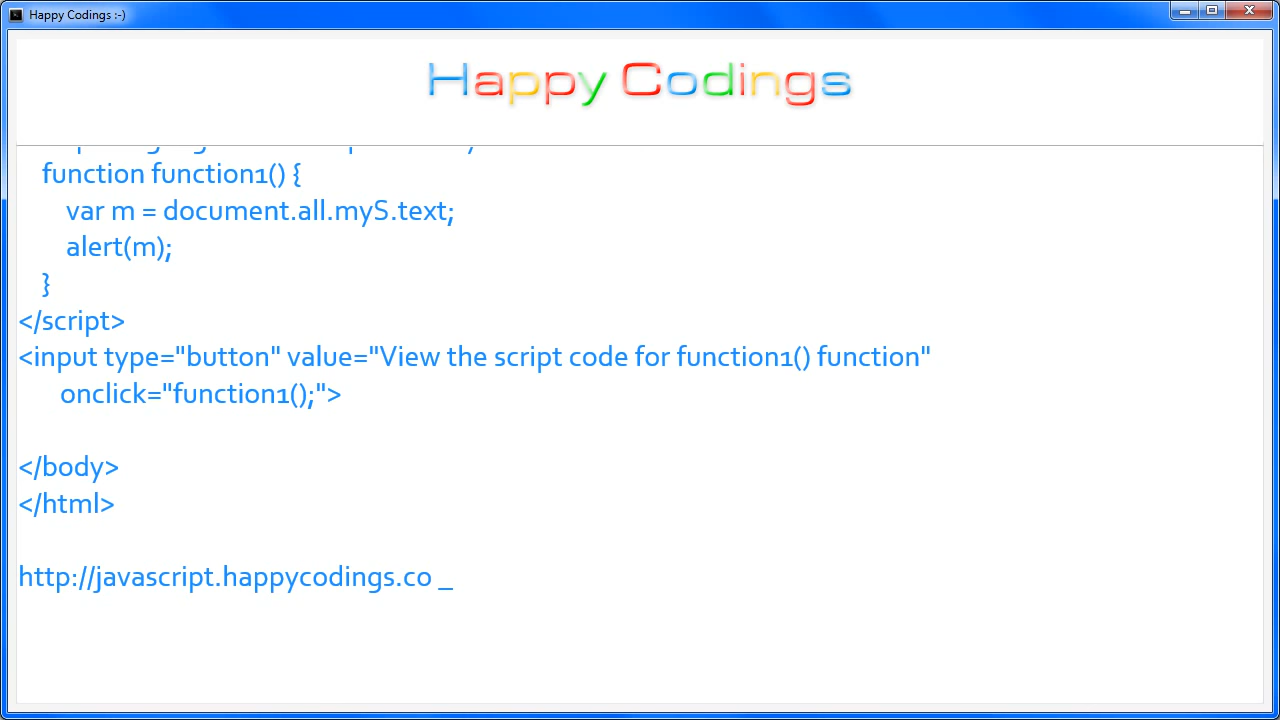 Happy Codings :-)
Happy Codings
function function1() {
var m = document.all.myS.text;
alert(m);
}
</script>
<input type="button" value="View the script code for function1() function"
onclick="function1();">
</body>
</html>
http://javascript.happycodings.co _